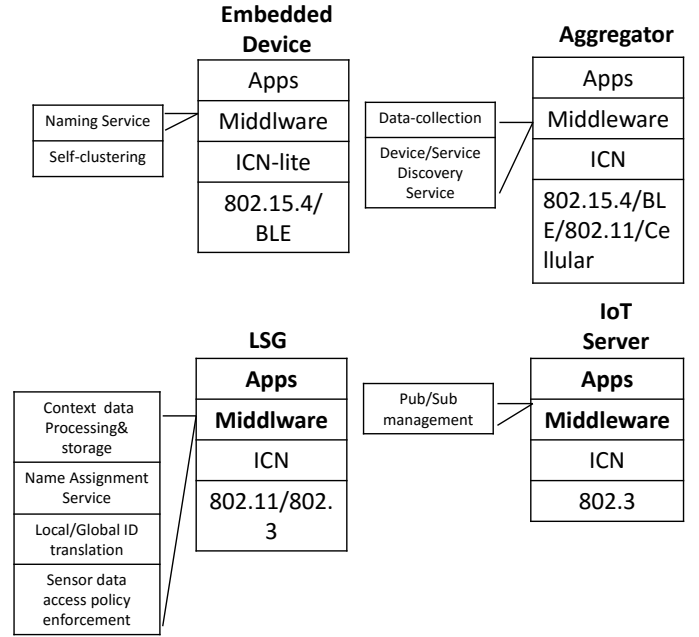 Embedded
Device
Apps
Middlware
ICN-lite
802.15.4/
BLE
Naming Service
Self-clustering
Aggregator
Apps
Middleware
ICN
802.15.4/BL
E/802.11/Ce
llular
Data-collection
Device/Service
Discovery
Service
LSG
Apps
Middlware
ICN
802.11/802.
3
Context data
Processing&
storage
Name Assignment
Service
Local/Global ID
translation
Sensor data
access policy
enforcement
IoT
Server
Apps
Middleware
ICN
802.3
Pub/Sub
management